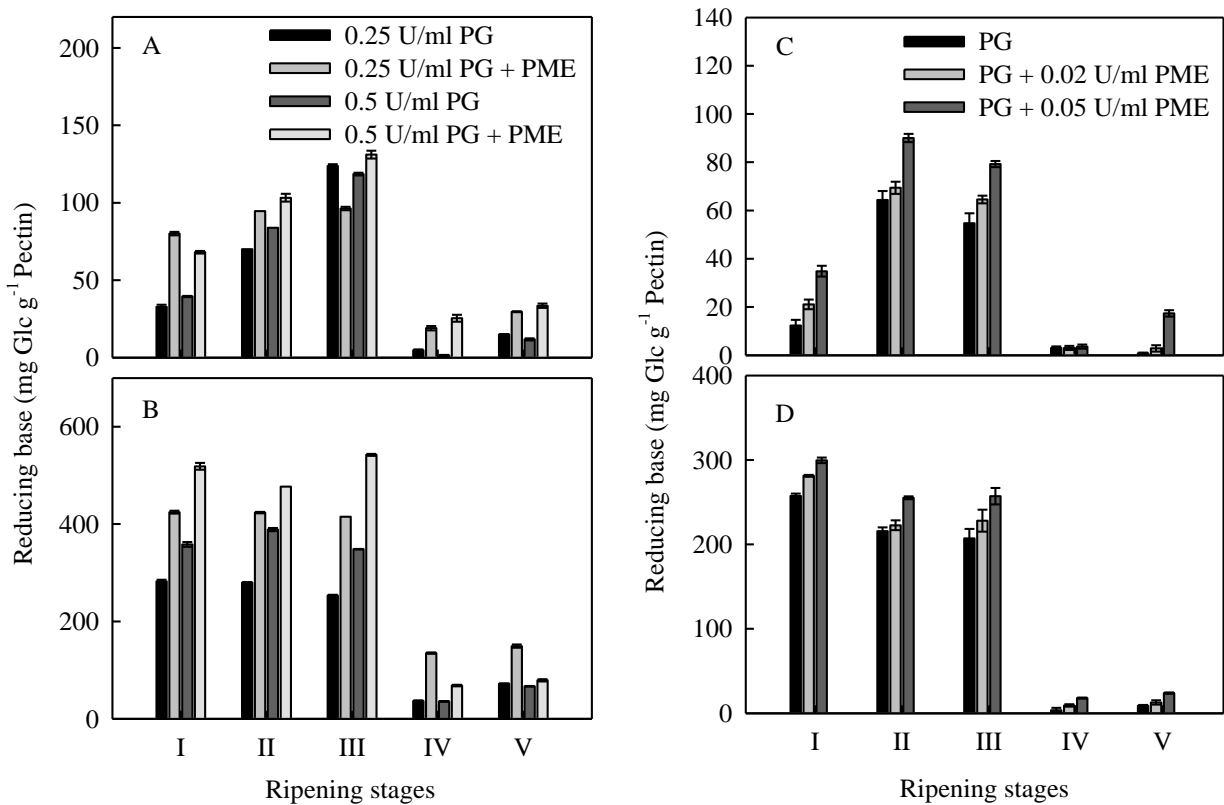 A
0.25 U/ml PG
0.25 U/ml PG + PME
0.5 U/ml PG
0.5 U/ml PG + PME
200
150
100
50
0
B
600
400
200
0
Reducing base (mg Glc g⁻¹ Pectin)
I II III IV V
Ripening stages
C
PG
PG + 0.02 U/ml PME
PG + 0.05 U/ml PME
140
120
100
80
60
40
20
0
D
400
300
200
100
0
Reducing base (mg Glc g⁻¹ Pectin)
I II III IV V
Ripening stages